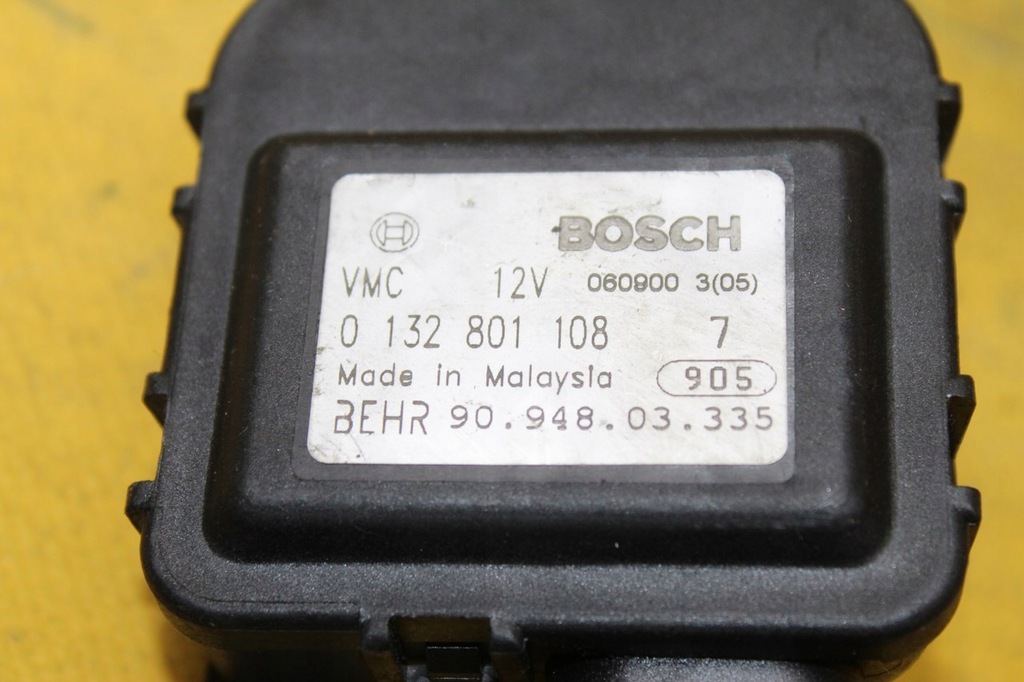 BOSCH
VMC 12V 060900 3(05)
0 132 801 108 7
Made in Malaysia 905
BEHR 90.948.03.335